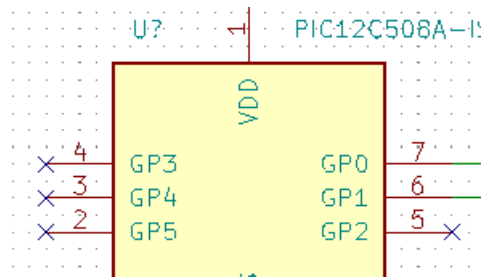 U? 1 PIC12C508A-I
VDD
4 GP3 GP0 7
3 GP4 GP1 6
2 GP5 GP2 5